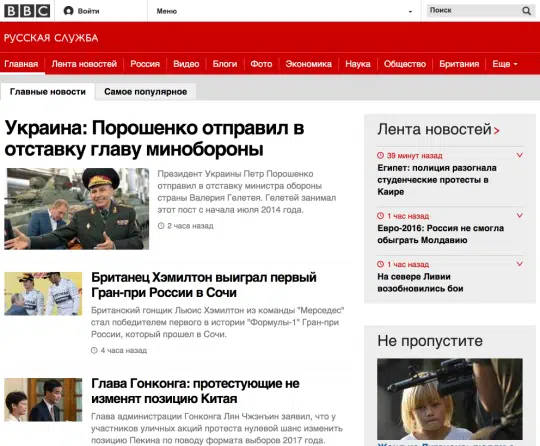 BBC Войти Меню Поиск
РУССКАЯ СЛУЖБА
Главная Лента новостей Россия Видео Блоги Фото Экономика Наука Общество Британия Еще
Главные новости Самое популярное
Украина: Порошенко отправил в
отставку главу минобороны
Президент Украины Петр Порошенко
отправил в отставку министра обороны
страны Валерия Гелетея. Гелетей занимал
этот пост с начала июля 2014 года.
2 часа назад
Британец Хэмилтон выиграл первый
Гран-при России в Сочи
Британский гонщик Льюис Хэмилтон из команды "Мерседес"
стал победителем первого в истории "Формулы-1" Гран-при
России, который прошел в Сочи.
4 часа назад
Глава Гонконга: протестующие не
изменят позицию Китая
Глава администрации Гонконга Лян Чжэнъин заявил, что у
участников уличных акций протеста нулевой шанс изменить
позицию Пекина по поводу формата выборов 2017 года.
Лента новостей >
39 минут назад
Египет: полиция разогнала
студенческие протесты в
Каире
1 час назад
Евро-2016: Россия не смогла
обыграть Молдавию
1 час назад
На севере Ливии
возобновились бои
Не пропустите